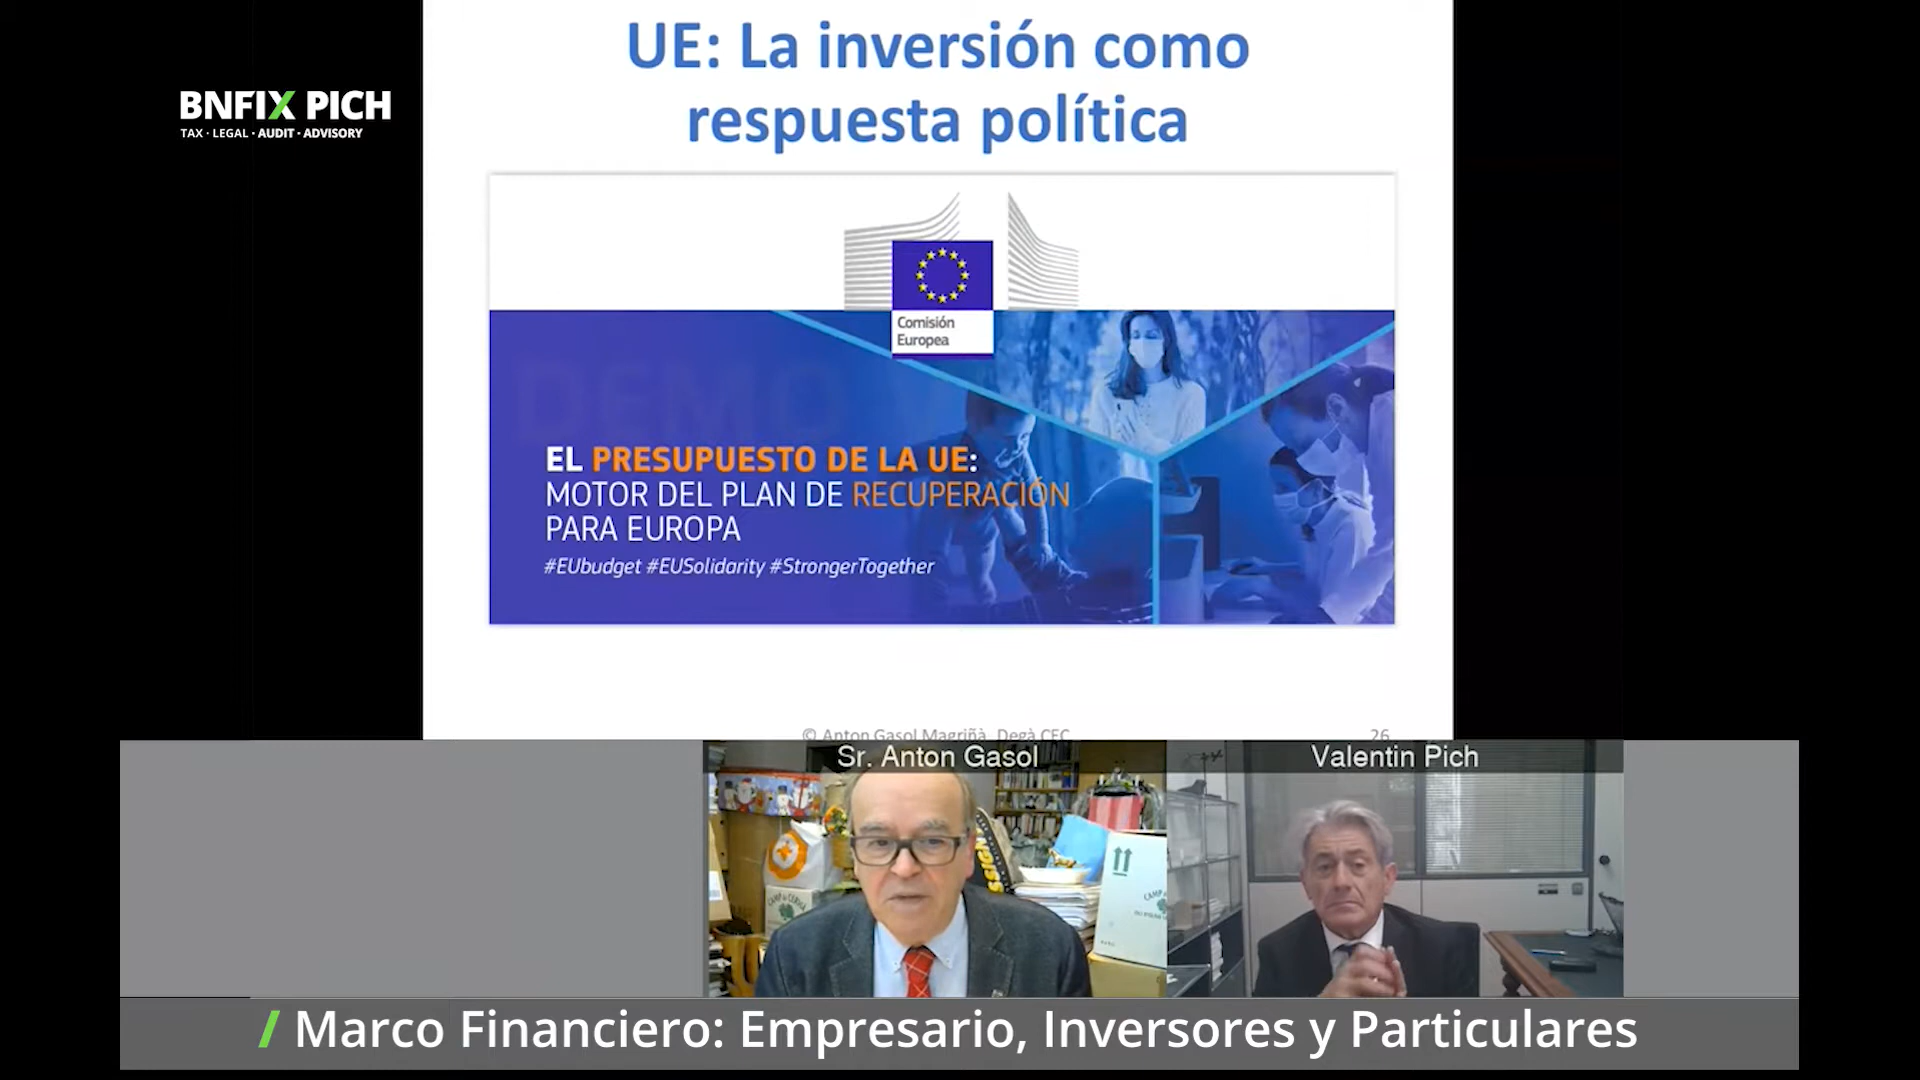 UE: La inversión como
respuesta política
BNFIX PICH
TAX · LEGAL · AUDIT · ADVISORY
Comisión
Europea
DEMO
EL PRESUPUESTO DE LA UE:
MOTOR DEL PLAN DE RECUPERACIÓN
PARA EUROPA
#EUbudget #EUSolidarity #StrongerTogether
© Anton Gasol Magriñà. Degà CEC
26
Sr. Anton Gasol
Valentin Pich
/ Marco Financiero: Empresario, Inversores y Particulares